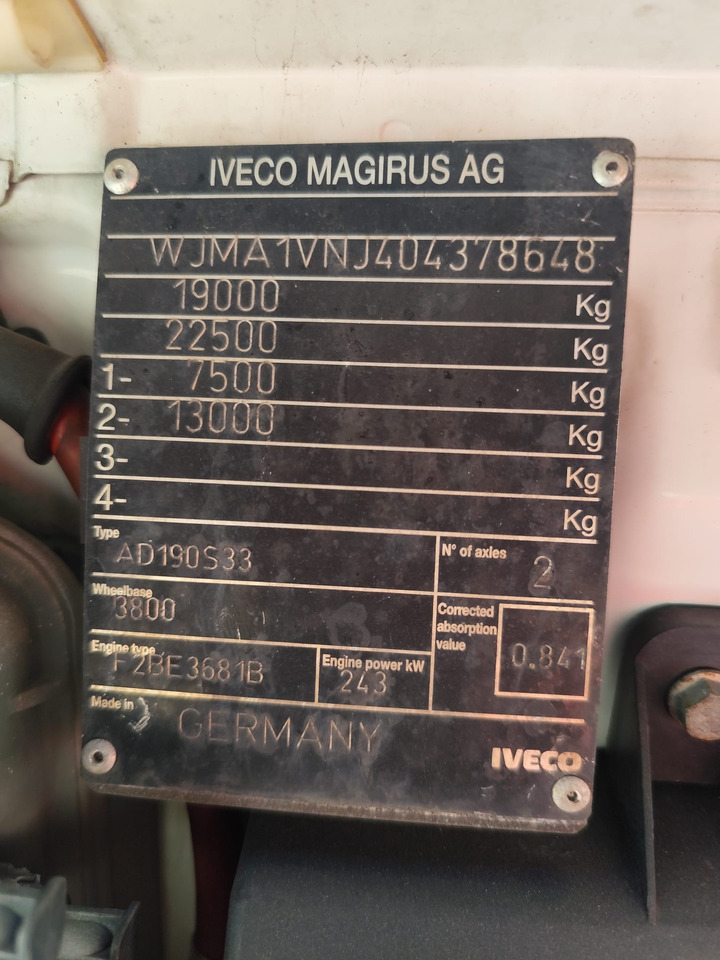 IVECO MAGIRUS AG
WJMA1VNJ404378648
19000 Kg
22500 Kg
1- 7500 Kg
2- 13000 Kg
3- Kg
4- Kg
Type AD190S33
N° of axles 2
Wheelbase 3800
Corrected absorption value 0.841
Engine type F2BE3681B
Engine power kW 243
Made in GERMANY
IVECO